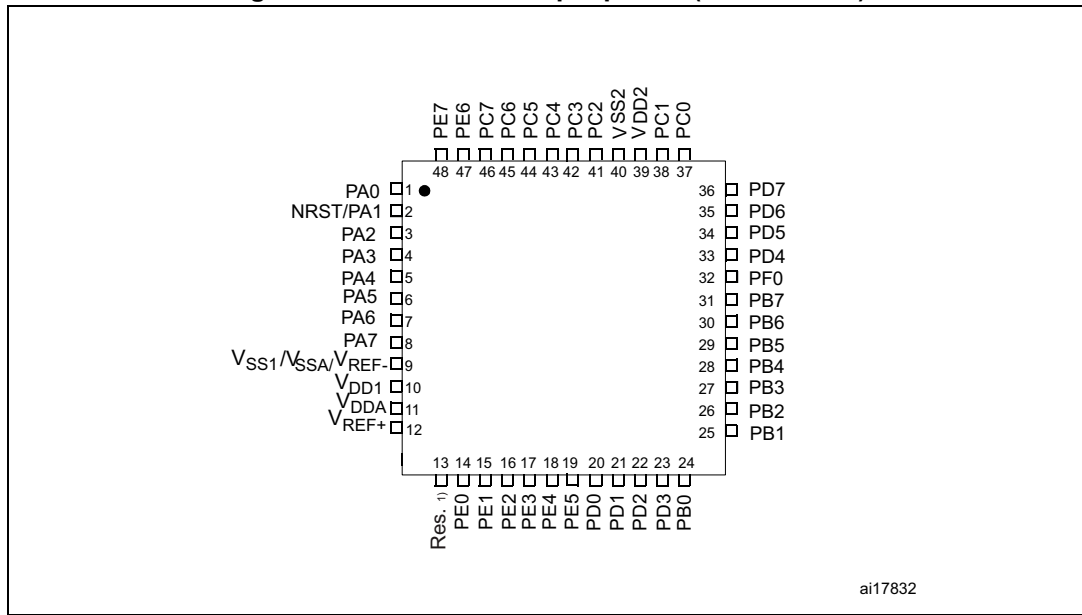 PE7
PE6
PC7
PC6
PC5
PC4
PC3
PC2
VSS2
VDD2
PC1
PC0
48 47 46 45 44 43 42 41 40 39 38 37
PA0 1
NRST/PA1 2
PA2 3
PA3 4
PA4 5
PA5 6
PA6 7
PA7 8
VSS1/VSSA/VREF- 9
VDD1 10
VDDA 11
VREF+ 12
36 PD7
35 PD6
34 PD5
33 PD4
32 PF0
31 PB7
30 PB6
29 PB5
28 PB4
27 PB3
26 PB2
25 PB1
13 14 15 16 17 18 19 20 21 22 23 24
Res. 1)
PE0
PE1
PE2
PE3
PE4
PE5
PD0
PD1
PD2
PD3
PB0
ai17832